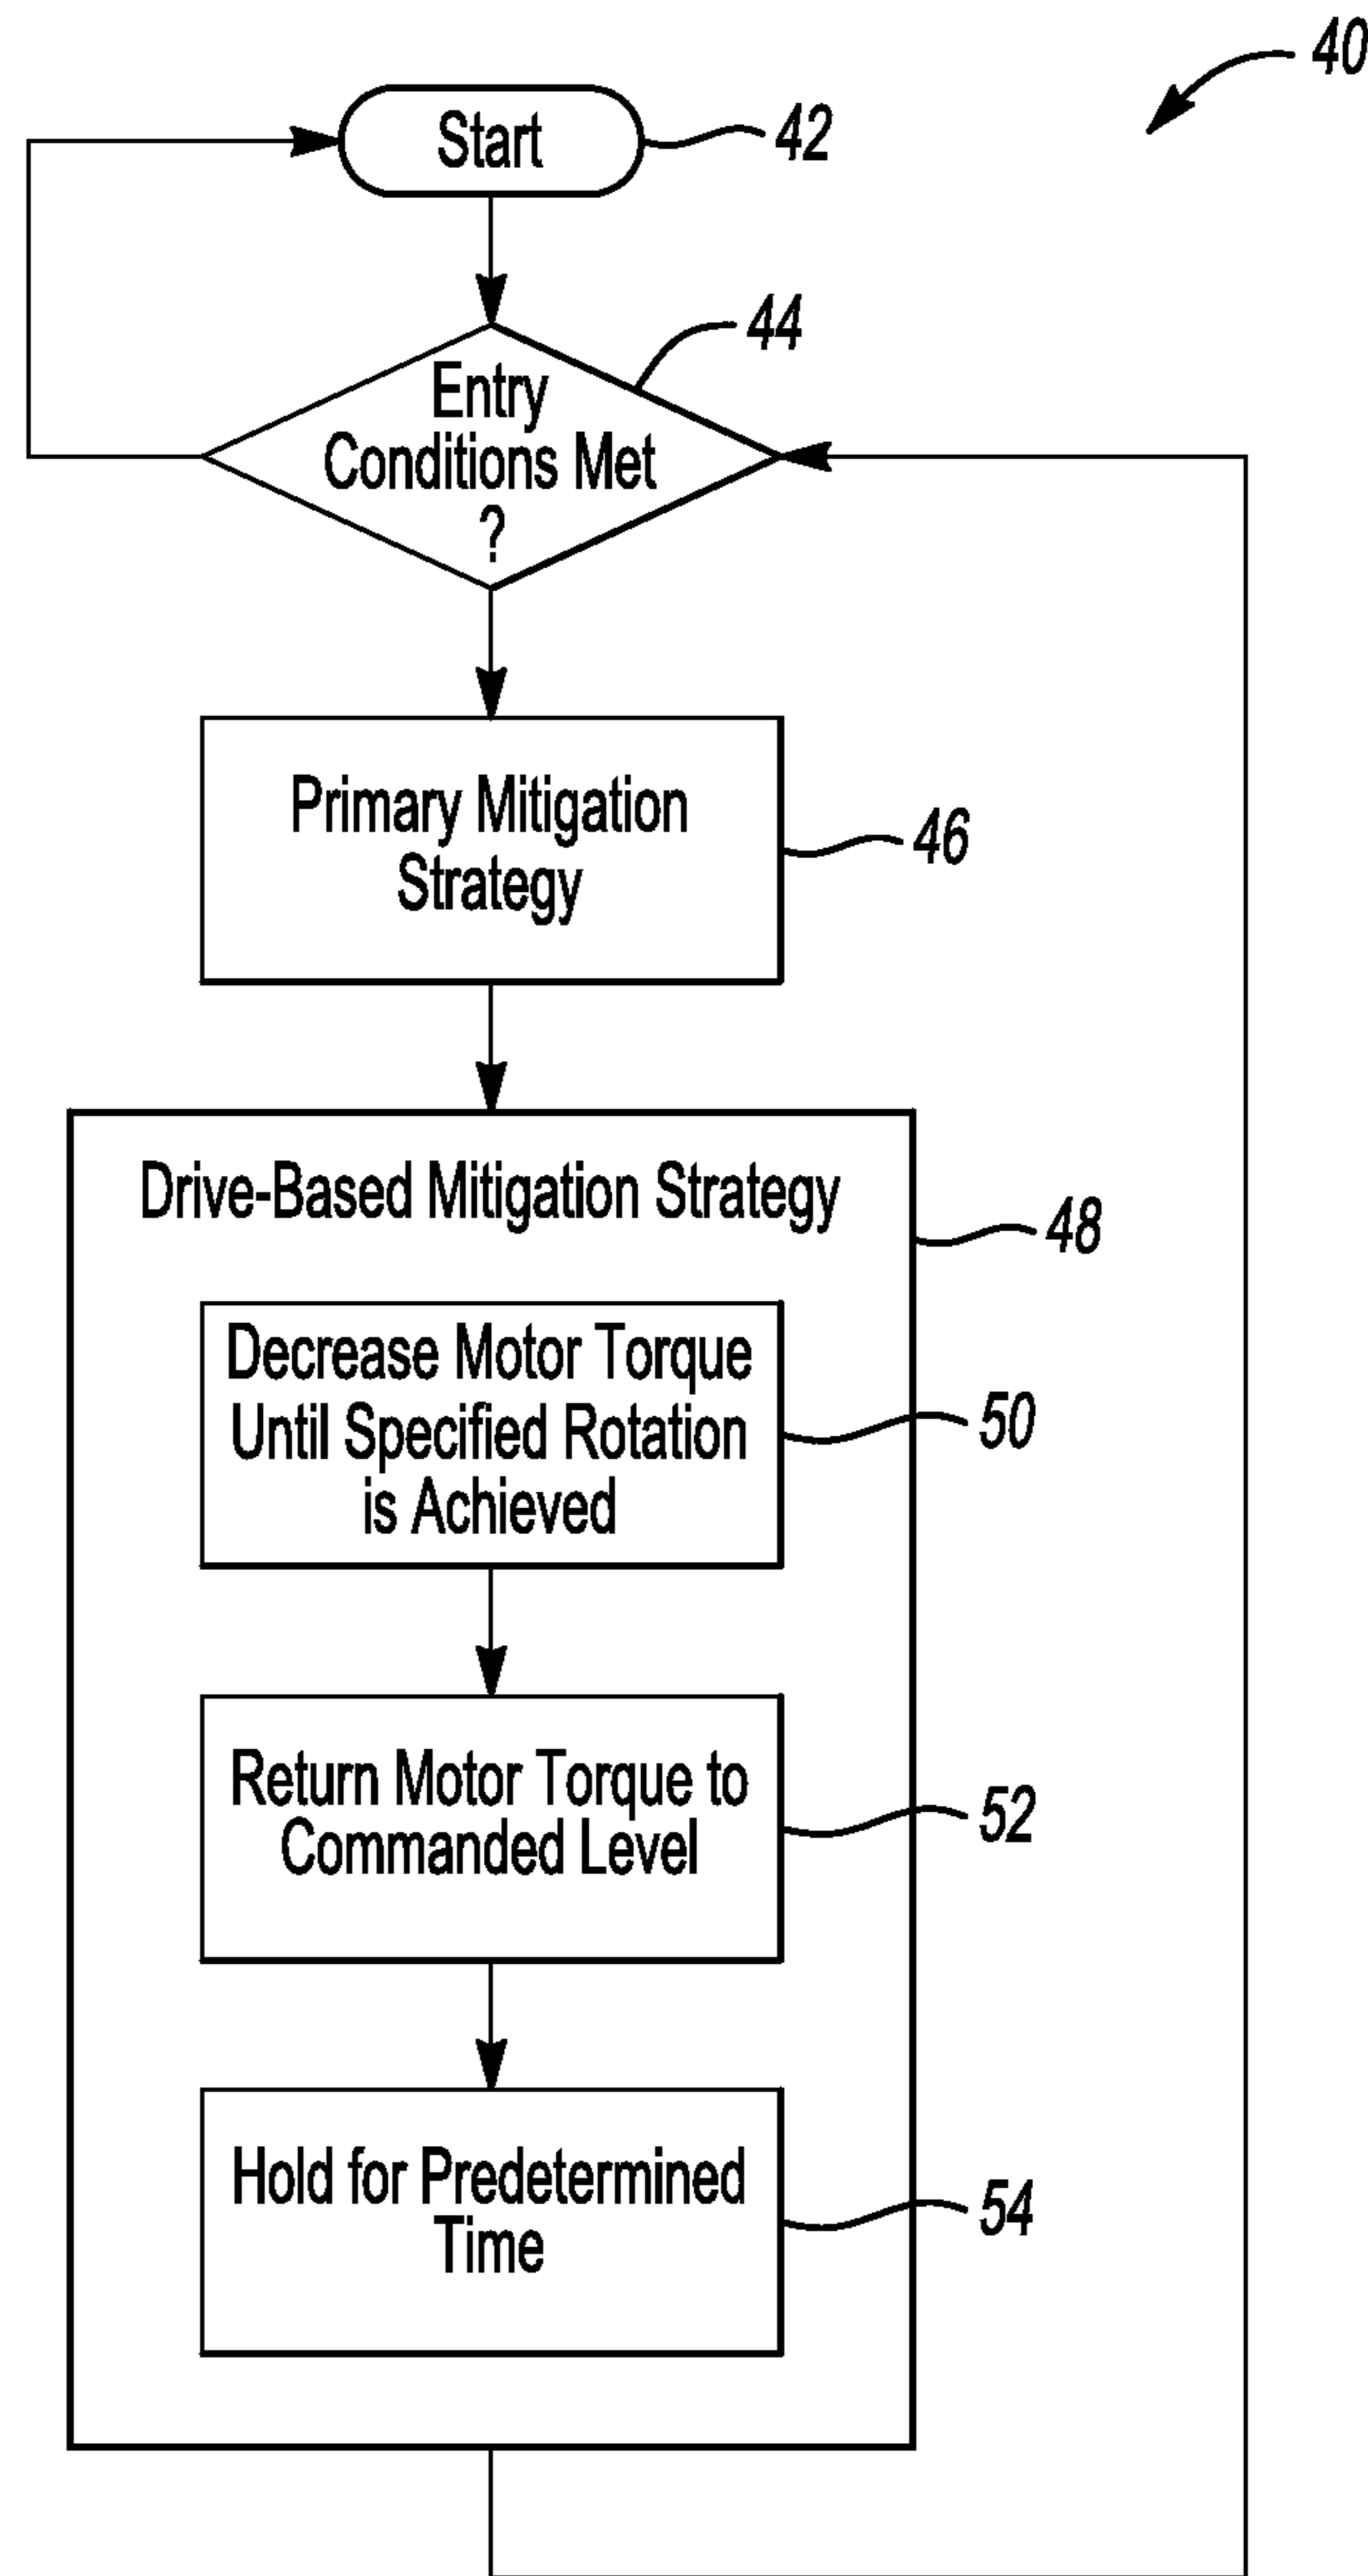 40
Start
42
44
Entry
Conditions Met
?
Primary Mitigation
Strategy
46
Drive-Based Mitigation Strategy
48
Decrease Motor Torque
Until Specified Rotation
is Achieved
50
Return Motor Torque to
Commanded Level
52
Hold for Predetermined
Time
54